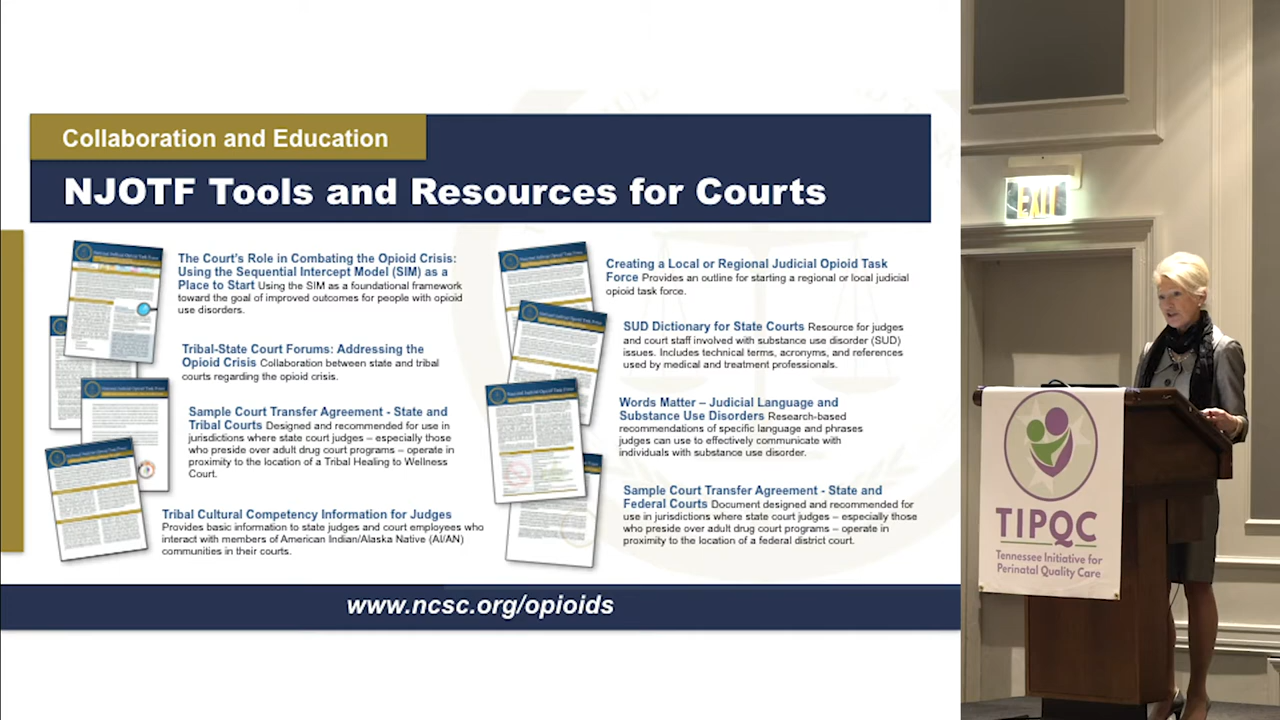 Collaboration and Education
NJOTF Tools and Resources for Courts
The Court's Role in Combating the Opioid Crisis:
Using the Sequential Intercept Model (SIM) as a
Place to Start Using the SIM as a foundational framework
toward the goal of improved outcomes for people with opioid
use disorders.
Tribal-State Court Forums: Addressing the
Opioid Crisis Collaboration between state and tribal
courts regarding the opioid crisis.
Sample Court Transfer Agreement - State and
Tribal Courts Designed and recommended for use in
jurisdictions where state court judges – especially those
who preside over adult drug court programs – operate in
proximity to the location of a Tribal Healing to Wellness
Court.
Tribal Cultural Competency Information for Judges
Provides basic information to state judges and court employees who
interact with members of American Indian/Alaska Native (AI/AN)
communities in their courts.
Creating a Local or Regional Judicial Opioid Task
Force Provides an outline for starting a regional or local judicial
opioid task force.
SUD Dictionary for State Courts Resource for judges
and court staff involved with substance use disorder (SUD)
issues. Includes technical terms, acronyms, and references
used by medical and treatment professionals.
Words Matter – Judicial Language and
Substance Use Disorders Research-based
recommendations of specific language and phrases
judges can use to effectively communicate with
individuals with substance use disorder.
Sample Court Transfer Agreement - State and
Federal Courts Document designed and recommended for
use in jurisdictions where state court judges – especially those
who preside over adult drug court programs – operate in
proximity to the location of a federal district court.
www.ncsc.org/opioids
EXIT
TIPQC
Tennessee Initiative for
Perinatal Quality Care